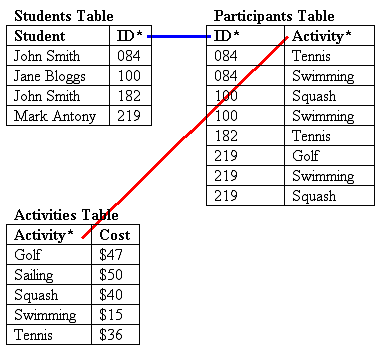 Students Table
Student ID*
John Smith 084
Jane Bloggs 100
John Smith 182
Mark Antony 219
Participants Table
ID* Activity*
084 Tennis
084 Swimming
100 Squash
100 Swimming
182 Tennis
219 Golf
219 Swimming
219 Squash
Activities Table
Activity* Cost
Golf $47
Sailing $50
Squash $40
Swimming $15
Tennis $36